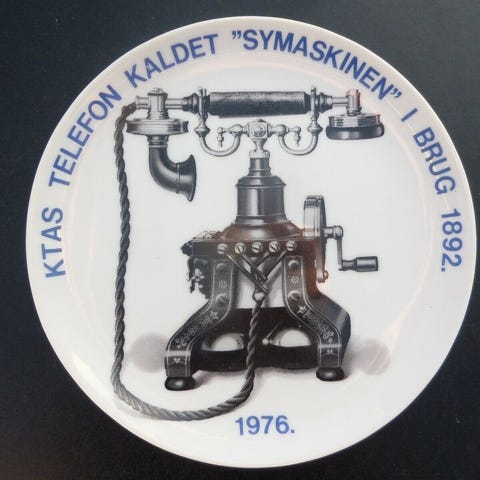 KTAS TELEFON KALDET "SYMASKINEN" I BRUG 1892.
1976.